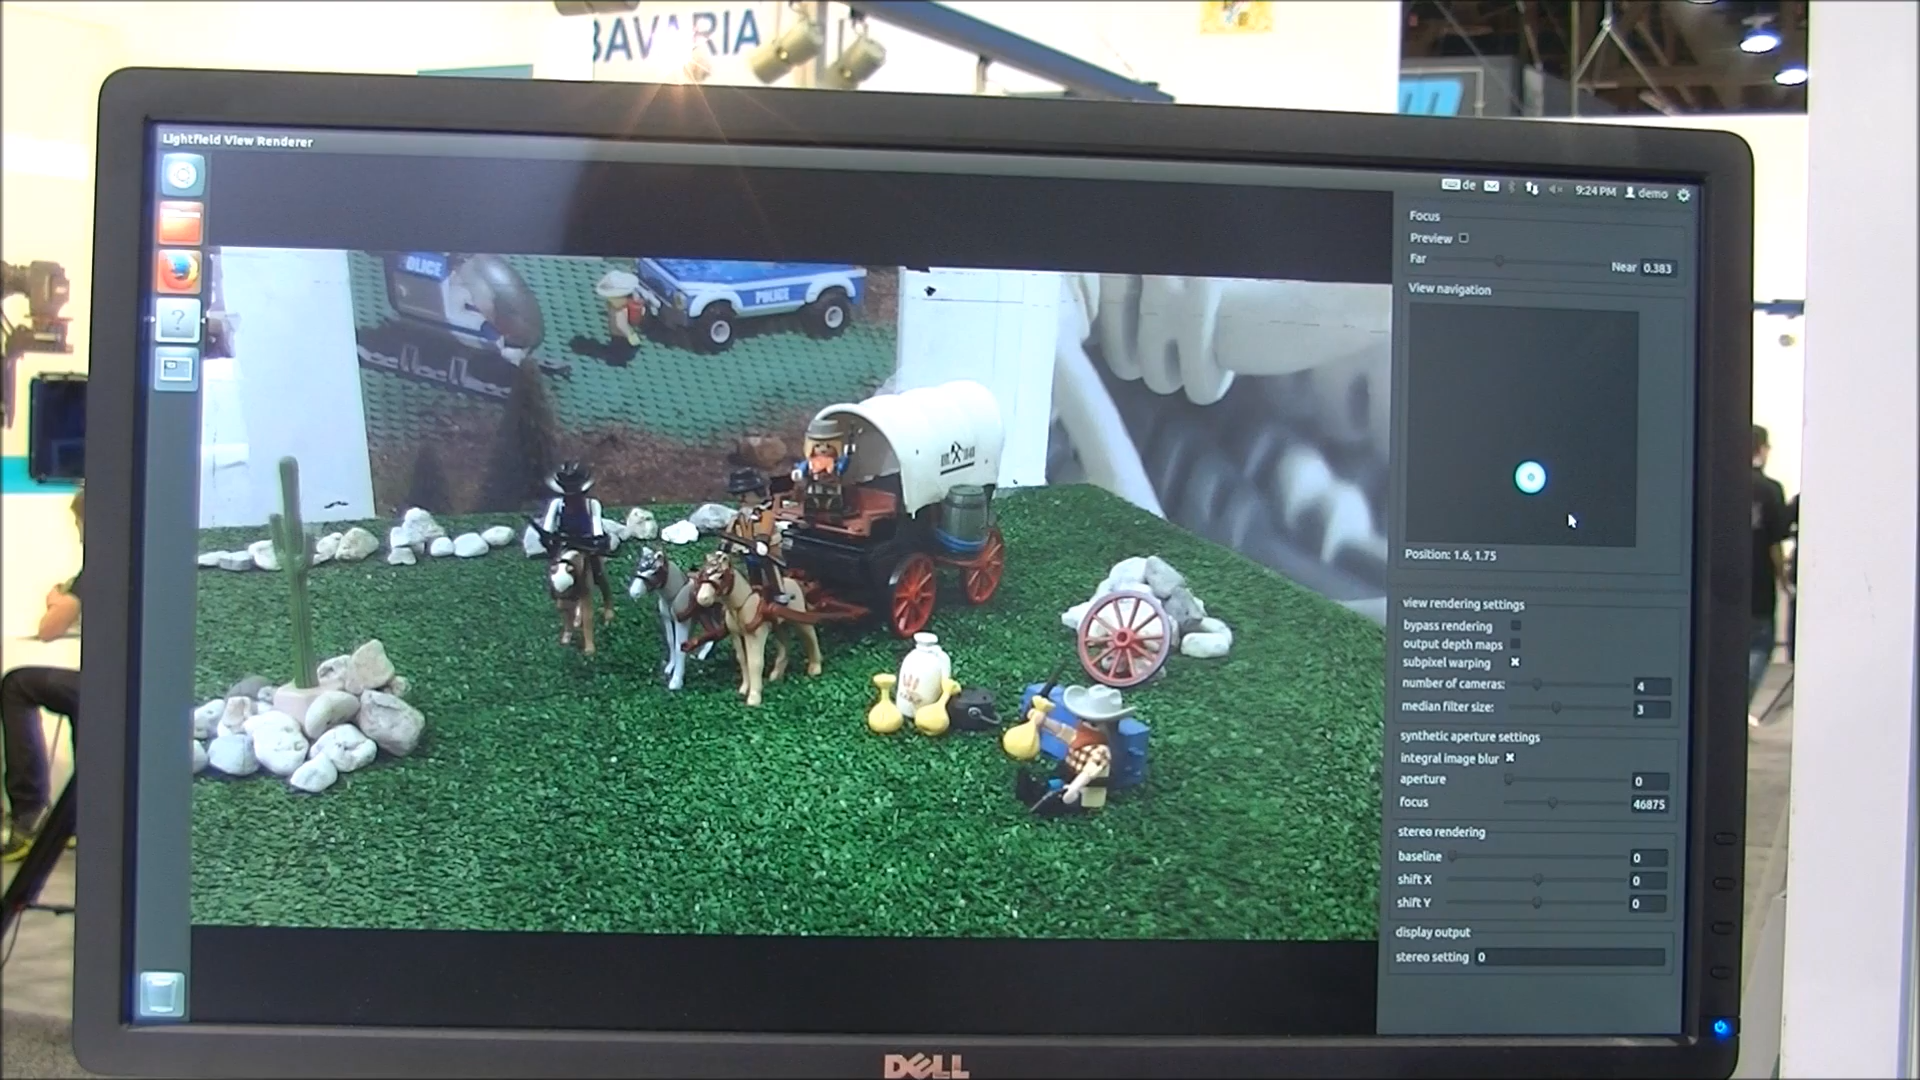 BAVARIA
Lightfield View Renderer
de
9:24 PM
demo
Focus
Preview
Far
Near 0.383
View navigation
Position: 1.6, 1.75
view rendering settings
bypass rendering
output depth maps
subpixel warping
number of cameras: 4
median filter size: 3
synthetic aperture settings
integral image blur
aperture 0
focus 46875
stereo rendering
baseline 0
shift X 0
shift Y 0
display output
stereo setting 0
POLICE
DELL